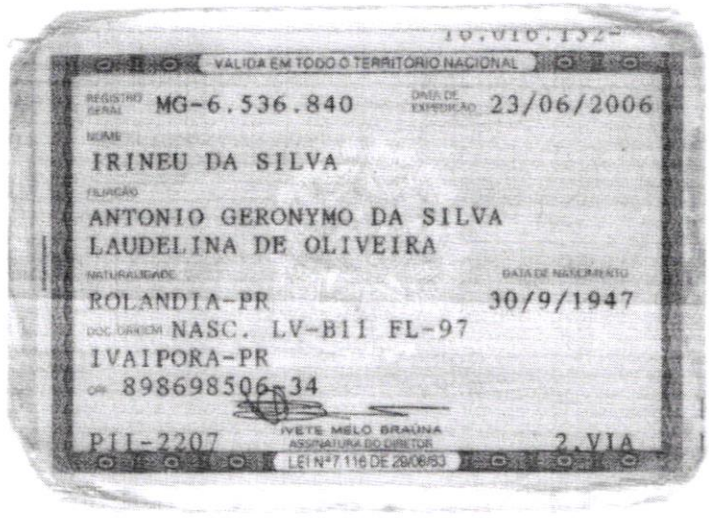 16.016.132-
VALIDA EM TODO O TERRITÓRIO NACIONAL
REGISTRO GERAL MG-6.536.840 DATA DE EXPEDIÇÃO 23/06/2006
NOME
IRINEU DA SILVA
FILIAÇÃO
ANTONIO GERONYMO DA SILVA
LAUDELINA DE OLIVEIRA
NATURALIDADE DATA DE NASCIMENTO
ROLANDIA-PR 30/9/1947
DOC. ORIGEM NASC. LV-B11 FL-97
IVAIPORA-PR
CPF 898698506-34
IVETE MELO BRAÚNA
PII-2207 ASSINATURA DO DIRETOR 2.VIA
LEI Nº 7.116 DE 29/08/83